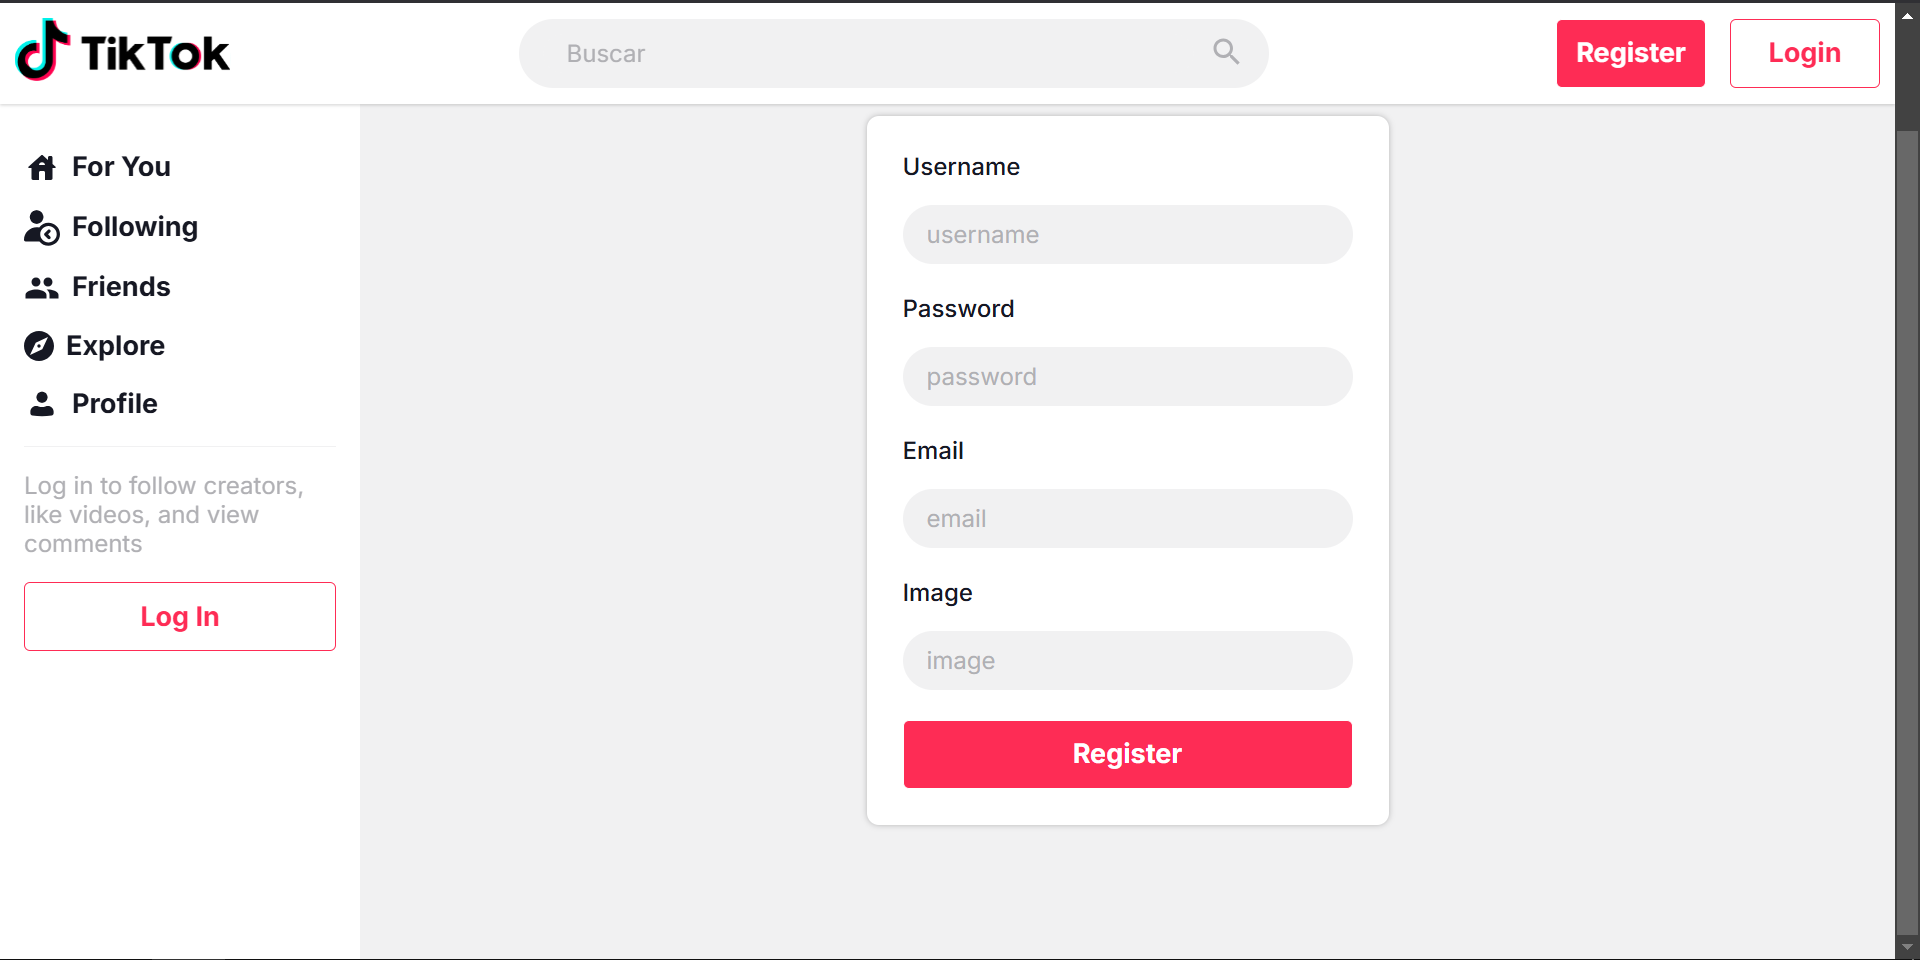 TikTok
Buscar
Register
Login
For You
Following
Friends
Explore
Profile
Log in to follow creators,
like videos, and view
comments
Log In
Username
username
Password
password
Email
email
Image
image
Register